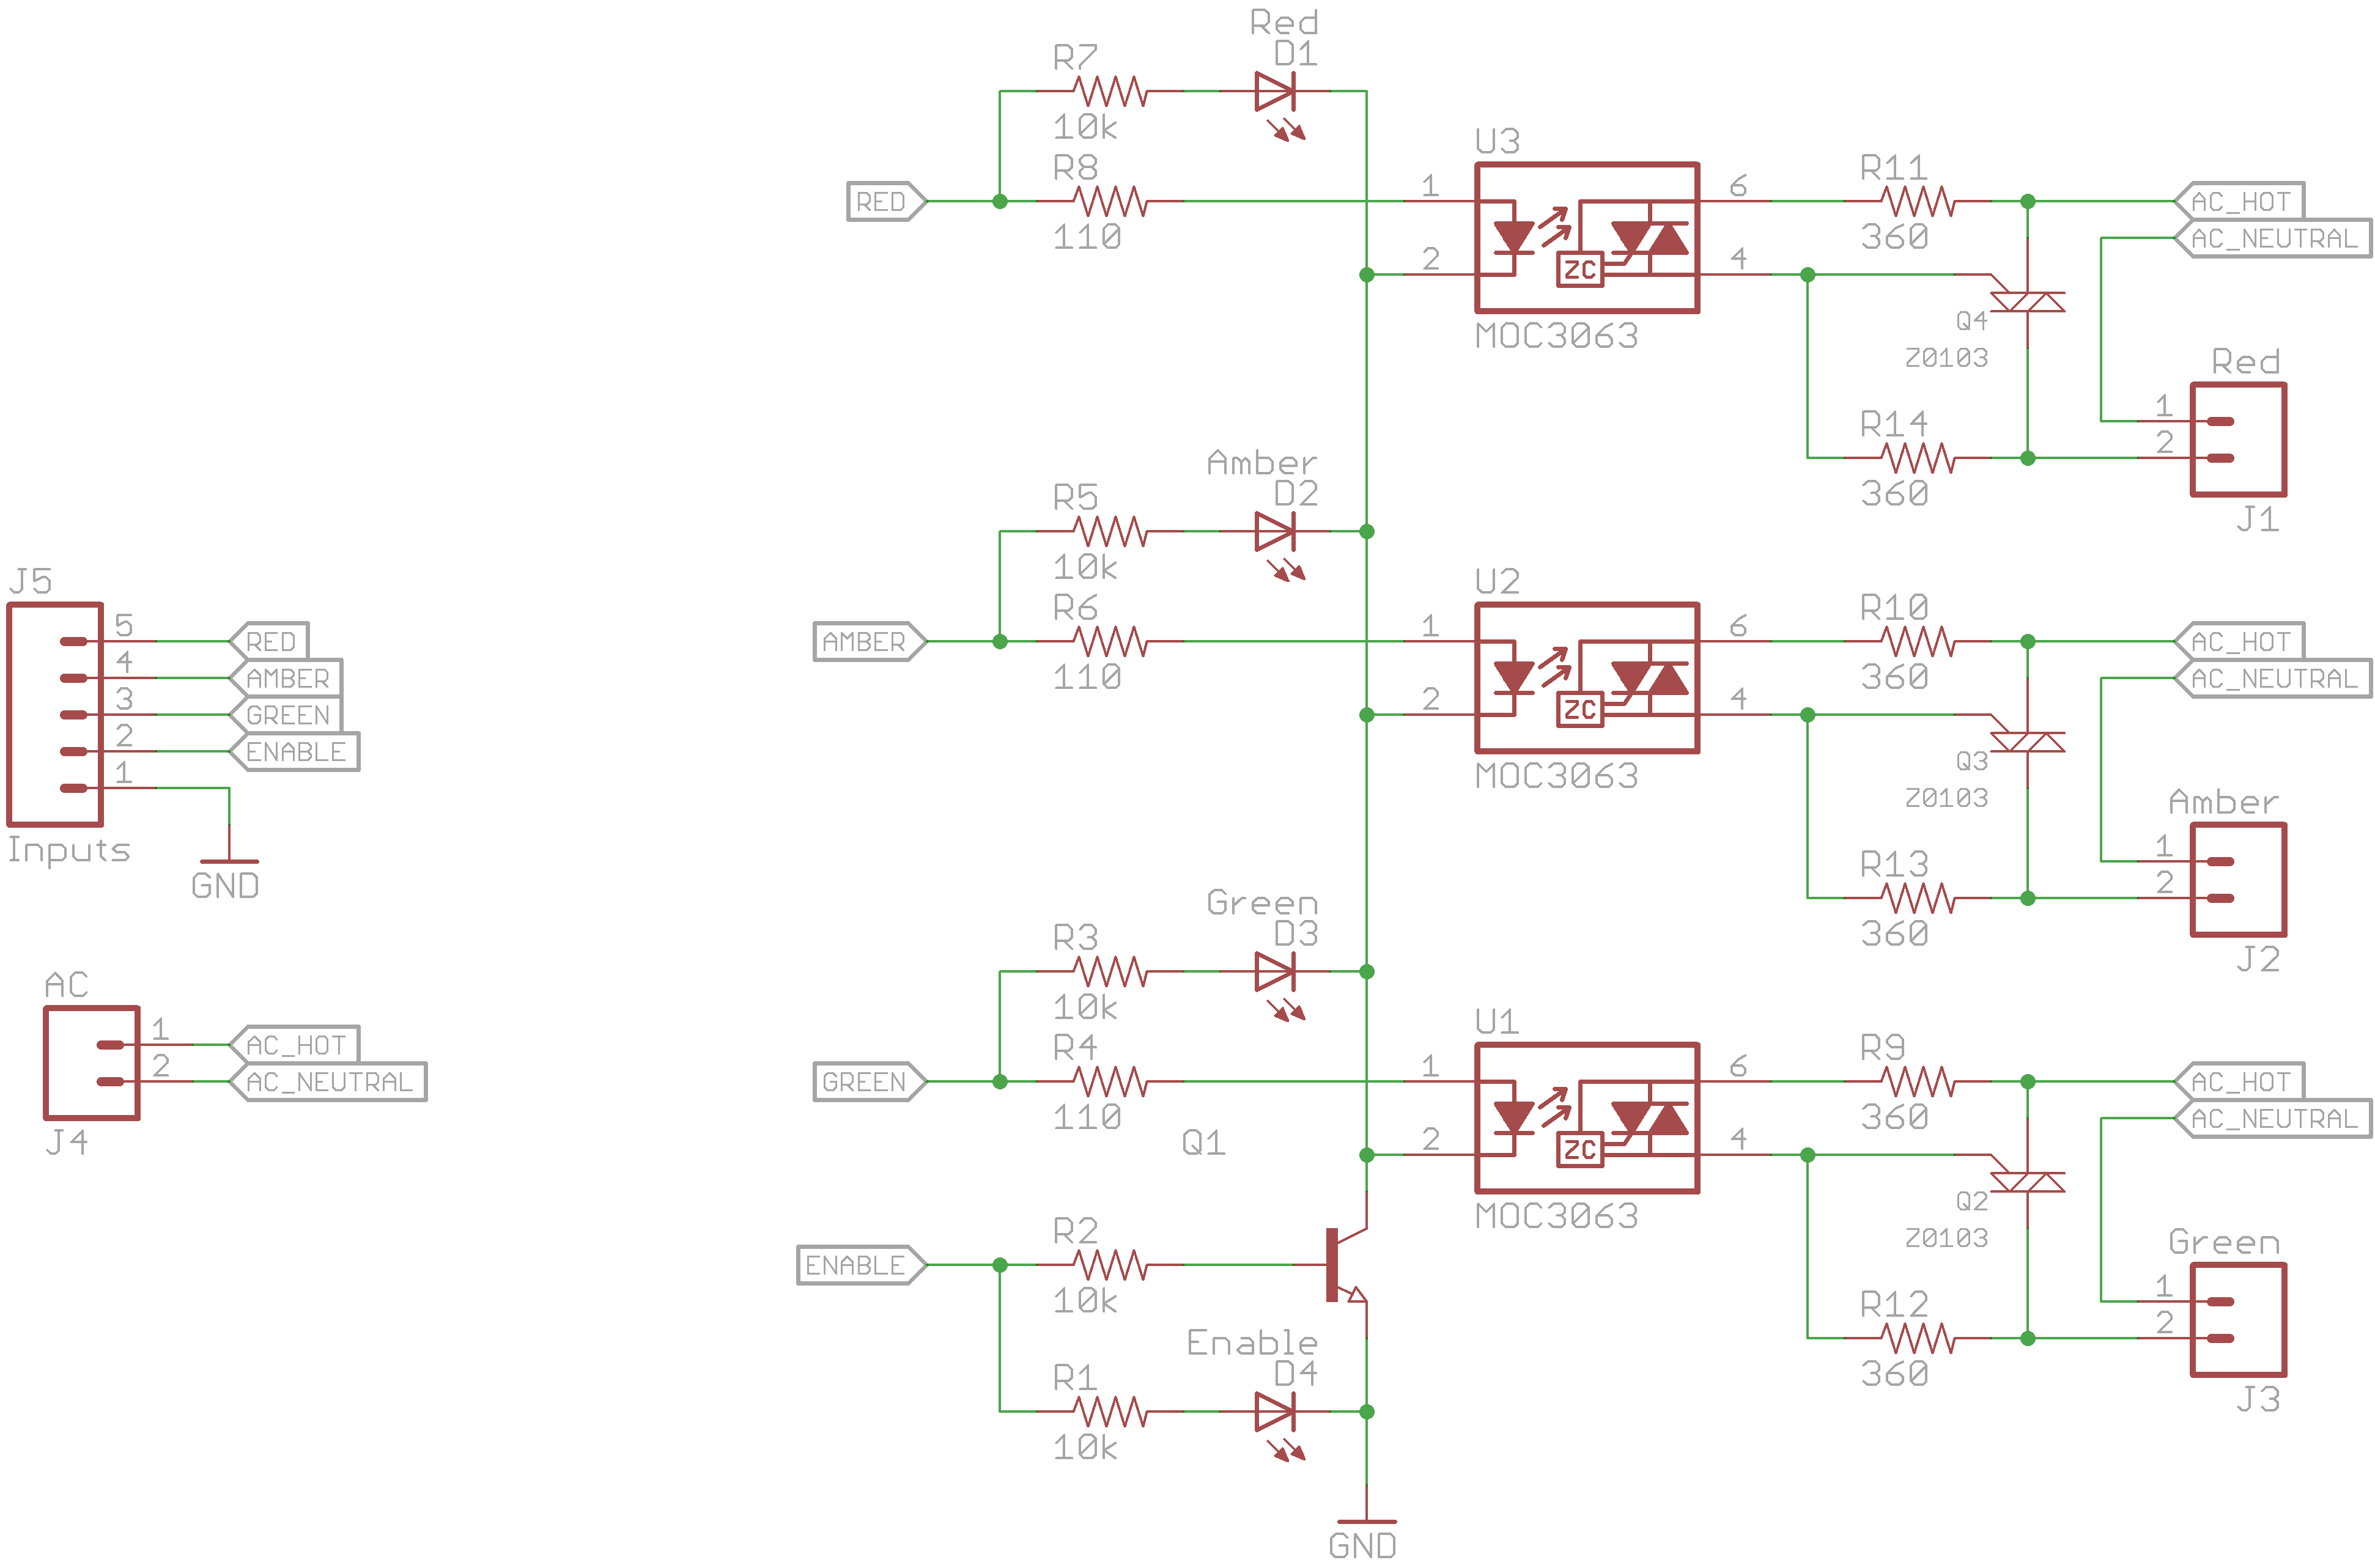 Red
D1
R7
10k
R8
110
RED
U3
1
2
6
4
ZC
MOC3063
R11
360
AC_HOT
AC_NEUTRAL
Q4
Z0103
R14
360
Red
1
2
J1
Amber
D2
R5
10k
R6
110
AMBER
U2
1
2
6
4
ZC
MOC3063
R10
360
AC_HOT
AC_NEUTRAL
Q3
Z0103
R13
360
Amber
1
2
J2
J5
5
RED
4
AMBER
3
GREEN
2
ENABLE
1
Inputs
GND
AC
1
AC_HOT
2
AC_NEUTRAL
J4
Green
D3
R3
10k
R4
110
GREEN
U1
1
2
6
4
ZC
MOC3063
R9
360
AC_HOT
AC_NEUTRAL
Q2
Z0103
R12
360
Green
1
2
J3
Q1
R2
10k
ENABLE
Enable
D4
R1
10k
GND